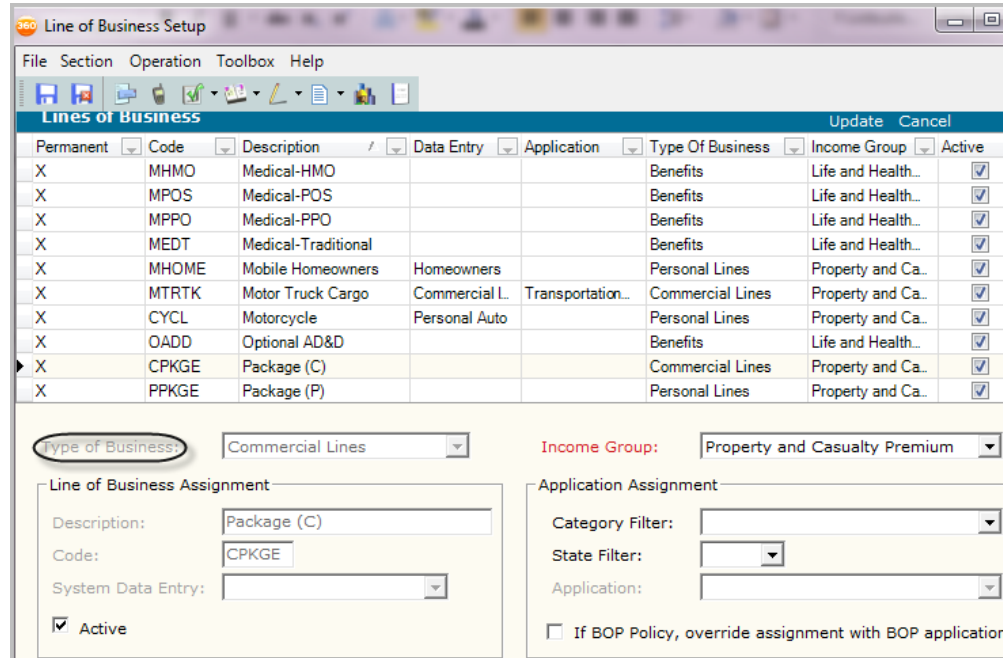 360 Line of Business Setup
File Section Operation Toolbox Help
Lines of Business Update Cancel
Permanent Code Description Data Entry Application Type Of Business Income Group Active
X MHMO Medical-HMO Benefits Life and Health...
X MPOS Medical-POS Benefits Life and Health...
X MPPO Medical-PPO Benefits Life and Health...
X MEDT Medical-Traditional Benefits Life and Health...
X MHOME Mobile Homeowners Homeowners Personal Lines Property and Ca...
X MTRTK Motor Truck Cargo Commercial l... Transportation... Commercial Lines Property and Ca...
X CYCL Motorcycle Personal Auto Personal Lines Property and Ca...
X OADD Optional AD&D Benefits Life and Health...
X CPKGE Package (C) Commercial Lines Property and Ca...
X PPKGE Package (P) Personal Lines Property and Ca...
Type of Business: Commercial Lines Income Group: Property and Casualty Premium
Line of Business Assignment Application Assignment
Description: Package (C) Category Filter:
Code: CPKGE State Filter:
System Data Entry: Application:
Active If BOP Policy, override assignment with BOP application